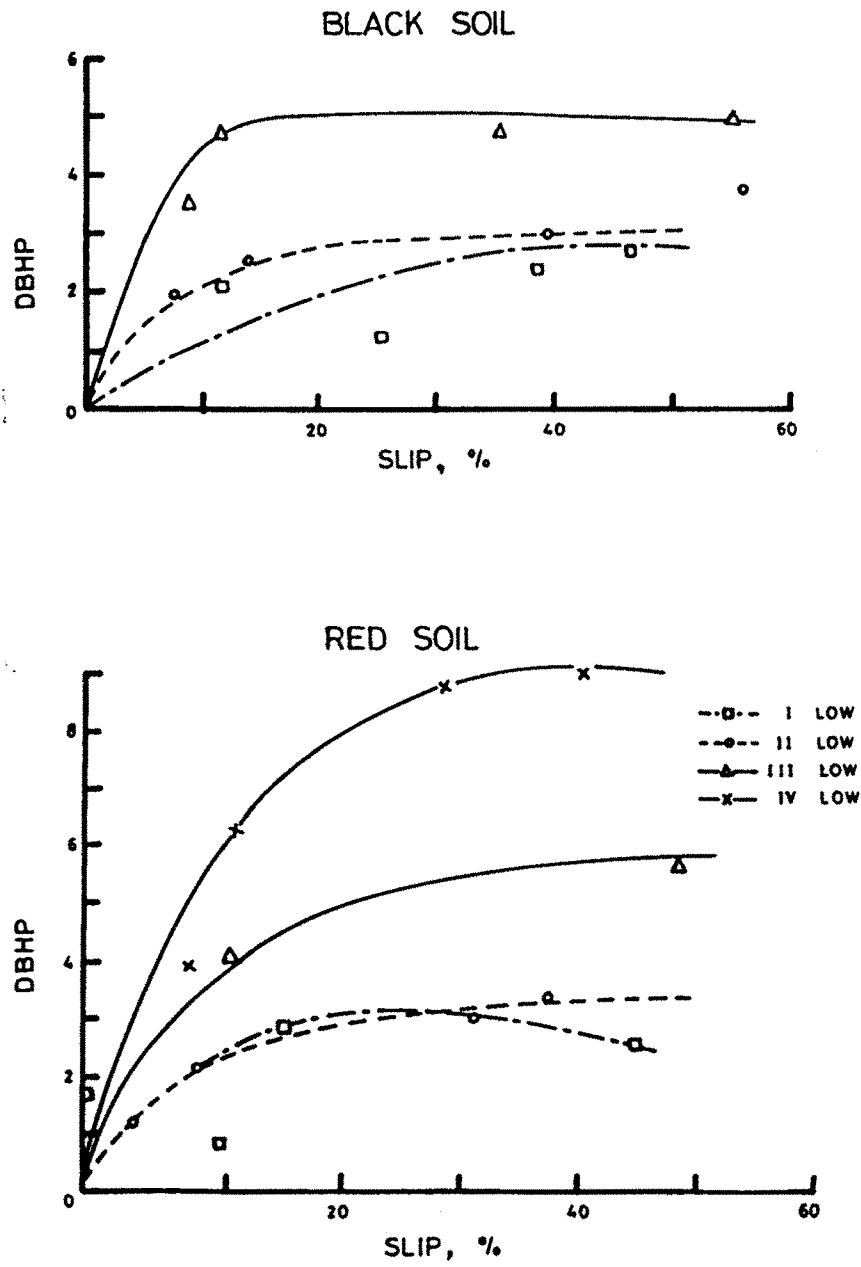 BLACK SOIL
6
4
2
0
DBHP
20
40
60
SLIP, %
RED SOIL
8
6
4
2
0
DBHP
I LOW
II LOW
III LOW
IV LOW
20
40
60
SLIP, %